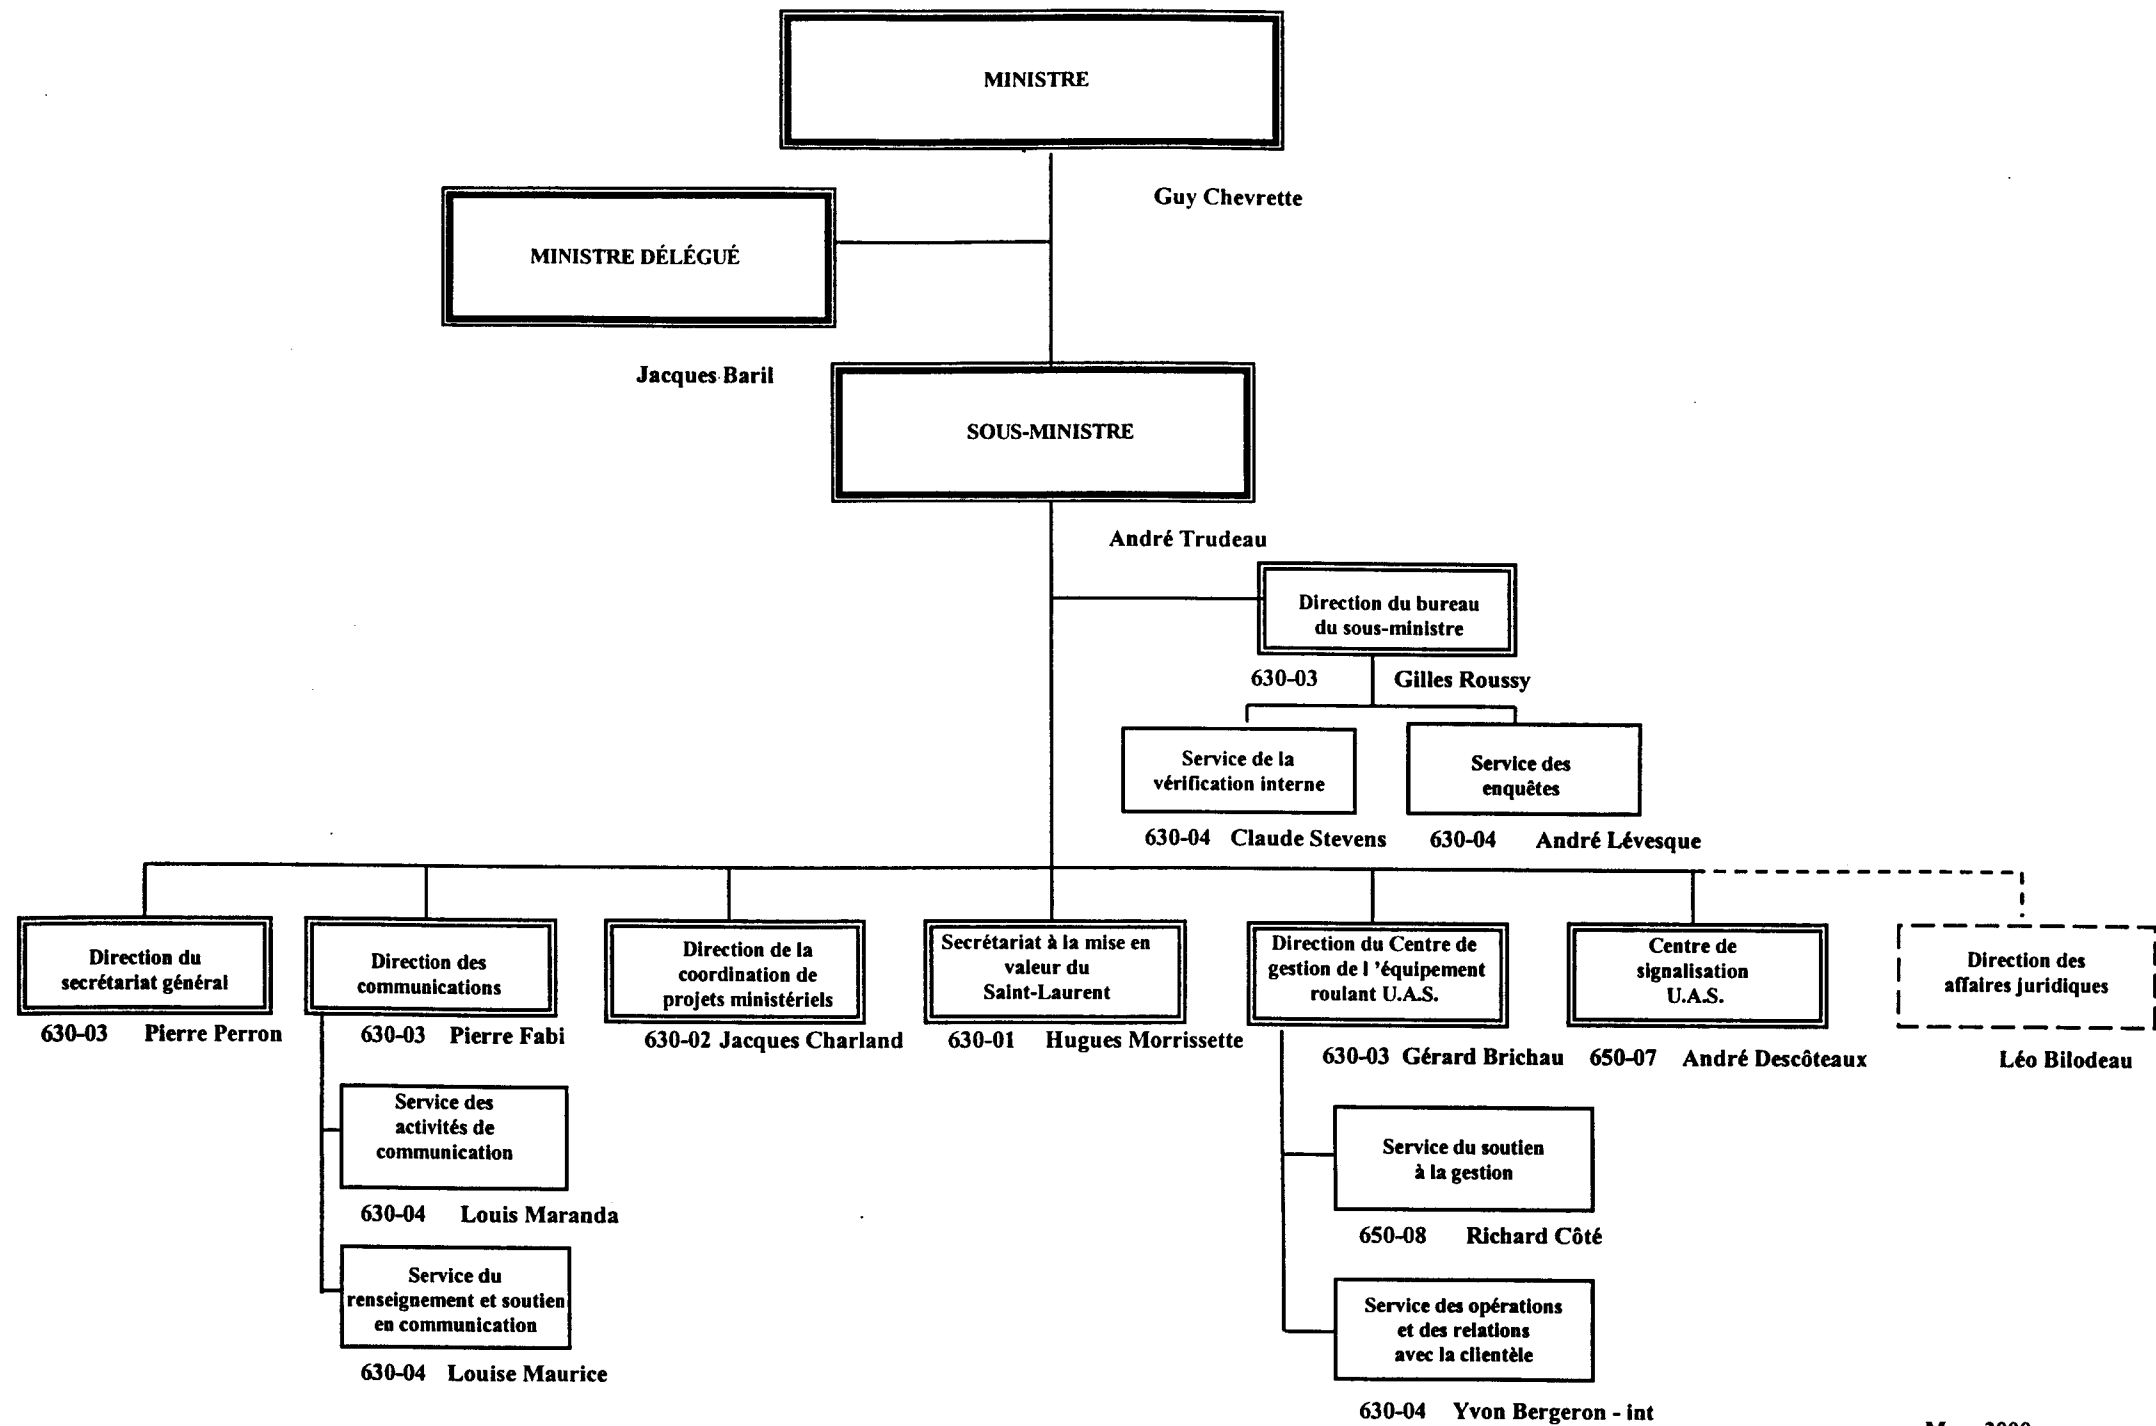 MINISTRE
Guy Chevrette
MINISTRE DÉLÉGUÉ
Jacques Baril
SOUS-MINISTRE
André Trudeau
Direction du bureau
du sous-ministre
630-03 Gilles Roussy
Service de la
vérification interne
630-04 Claude Stevens
Service des
enquêtes
630-04 André Lévesque
Direction du
secrétariat général
630-03 Pierre Perron
Direction des
communications
630-03 Pierre Fabi
Direction de la
coordination de
projets ministériels
630-02 Jacques Charland
Secrétariat à la mise en
valeur du
Saint-Laurent
630-01 Hugues Morrissette
Direction du Centre de
gestion de l 'équipement
roulant U.A.S.
630-03 Gérard Brichau
Centre de
signalisation
U.A.S.
650-07 André Descôteaux
Direction des
affaires juridiques
Léo Bilodeau
Service des
activités de
communication
630-04 Louis Maranda
Service du
renseignement et soutien
en communication
630-04 Louise Maurice
Service du soutien
à la gestion
650-08 Richard Côté
Service des opérations
et des relations
avec la clientèle
630-04 Yvon Bergeron - int